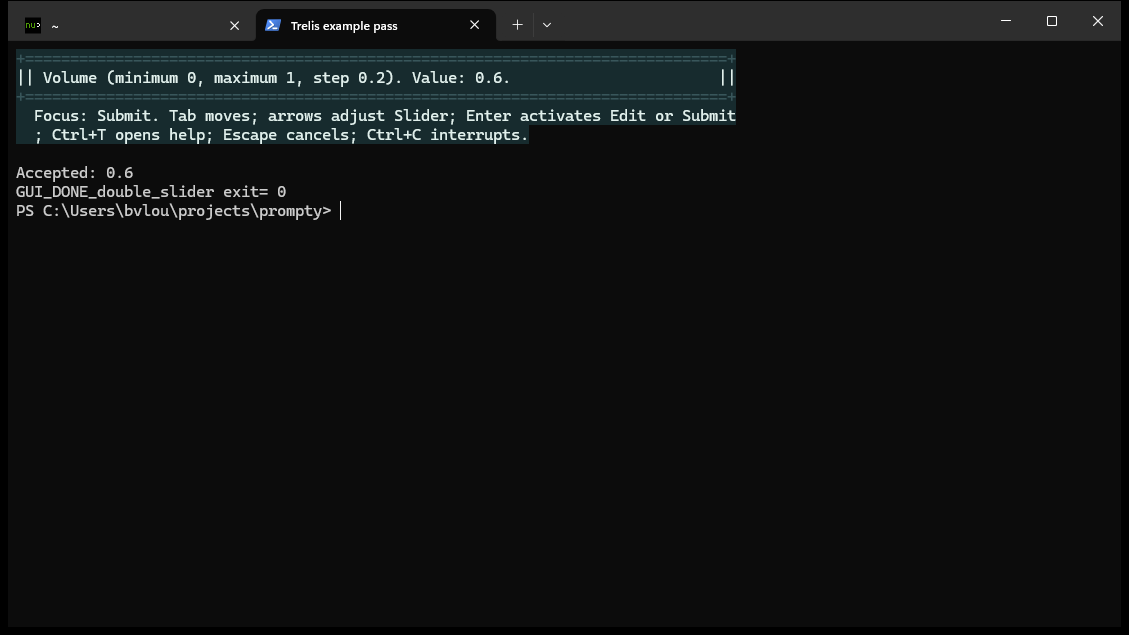 nu> ~
Trelis example pass
+==============================================================================+
|| Volume (minimum 0, maximum 1, step 0.2). Value: 0.6. ||
+==============================================================================+
Focus: Submit. Tab moves; arrows adjust Slider; Enter activates Edit or Submit
; Ctrl+T opens help; Escape cancels; Ctrl+C interrupts.
Accepted: 0.6
GUI_DONE_double_slider exit= 0
PS C:\Users\bvlou\projects\prompty>